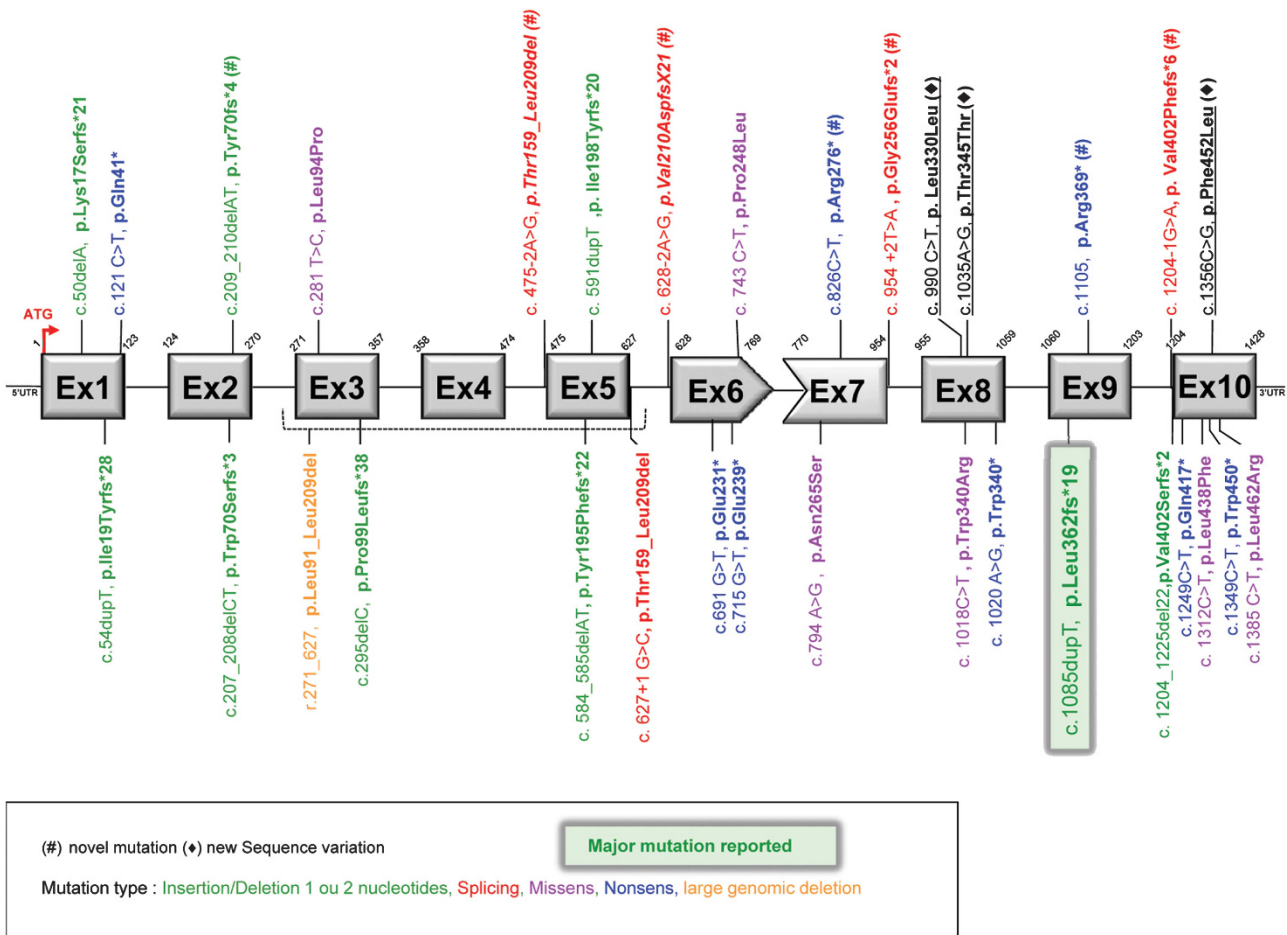 c.50delA, p.Lys17Serfs*21
c.121 C>T, p.Gln41*
c.209_210delAT, p.Tyr70fs*4 (#)
c.281 T>C, p.Leu94Pro
c. 475-2A>G, p.Thr159_Leu209del (#)
c. 591dupT , p. Ile198Tyrfs*20
c. 628-2A>G, p.Val210AspfsX21 (#)
c. 743 C>T, p.Pro248Leu
c.826C>T, p.Arg276* (#)
c. 954 +2T>A , p.Gly256Glufs*2 (#)
c. 990 C>T, p. Leu330Leu (♦)
c.1035A>G, p.Thr345Thr (♦)
c.1105, p.Arg369* (#)
c. 1204-1G>A, p. Val402Phefs*6 (#)
c.1356C>G, p.Phe452Leu (♦)
ATG
1 123 124 270 271 357 358 474 475 627 628 769 770 954 955 1059 1060 1203 1204 1428
5'UTR Ex1 Ex2 Ex3 Ex4 Ex5 Ex6 Ex7 Ex8 Ex9 Ex10 3'UTR
c.54dupT, p.Ile19Tyrfs*28
c.207_208delCT, p.Trp70Serfs*3
r.271_627, p.Leu91_Leu209del
c.295delC, p.Pro99Leufs*38
c. 584_585delAT, p.Tyr195Phefs*22
c. 627+1 G>C, p.Thr159_Leu209del
c.691 G>T, p.Glu231*
c.715 G>T, p.Glu239*
c.794 A>G , p.Asn265Ser
c. 1018C>T , p.Trp340Arg
c. 1020 A>G, p.Trp340*
c. 1085dupT, p.Leu362fs*19
c. 1204_1225del22,p.Val402Serfs*2
c.1249C>T, p.Gln417*
c. 1312C>T, p.Leu438Phe
c.1349C>T, p.Trp450*
c.1385 C>T, p.Leu462Arg
(#) novel mutation (♦) new Sequence variation
Major mutation reported
Mutation type : Insertion/Deletion 1 ou 2 nucleotides, Splicing, Missens, Nonsens, large genomic deletion